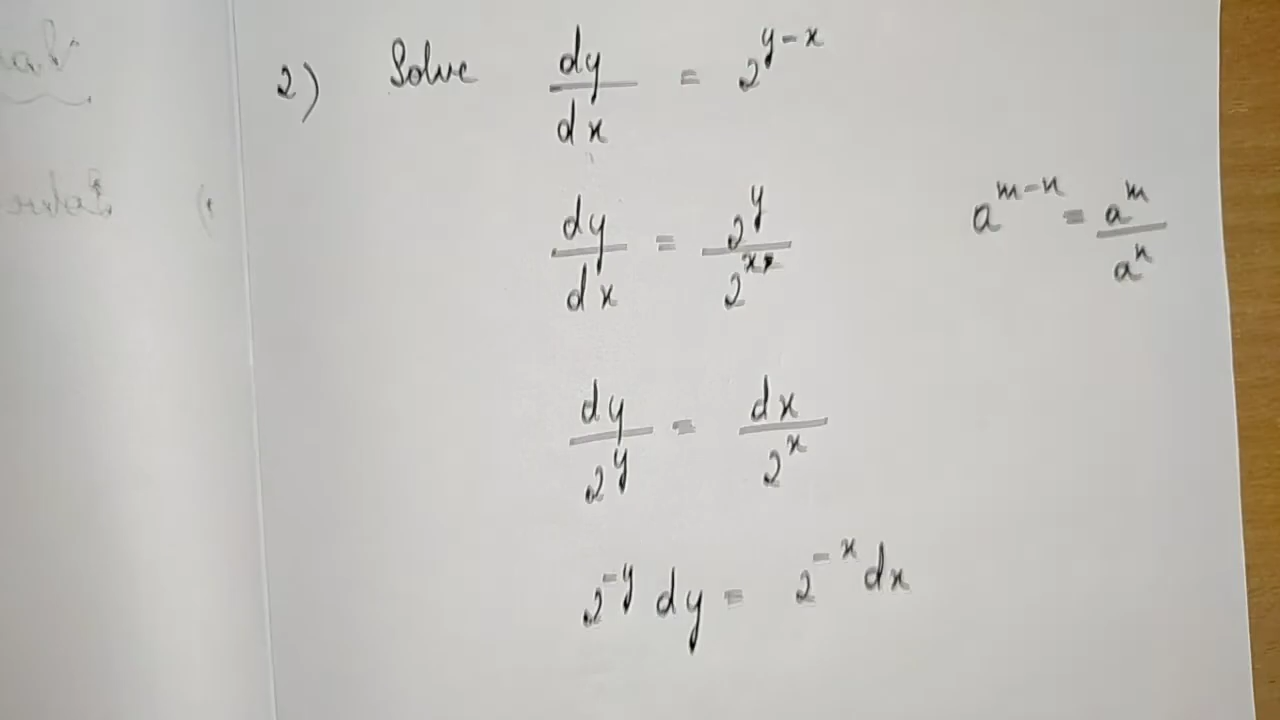 2) Solve dy/dx = 2^(y-x)
dy/dx = 2^y/2^x a^(m-n) = a^m/a^n
dy/2^y = dx/2^x
2^-y dy = 2^-x dx